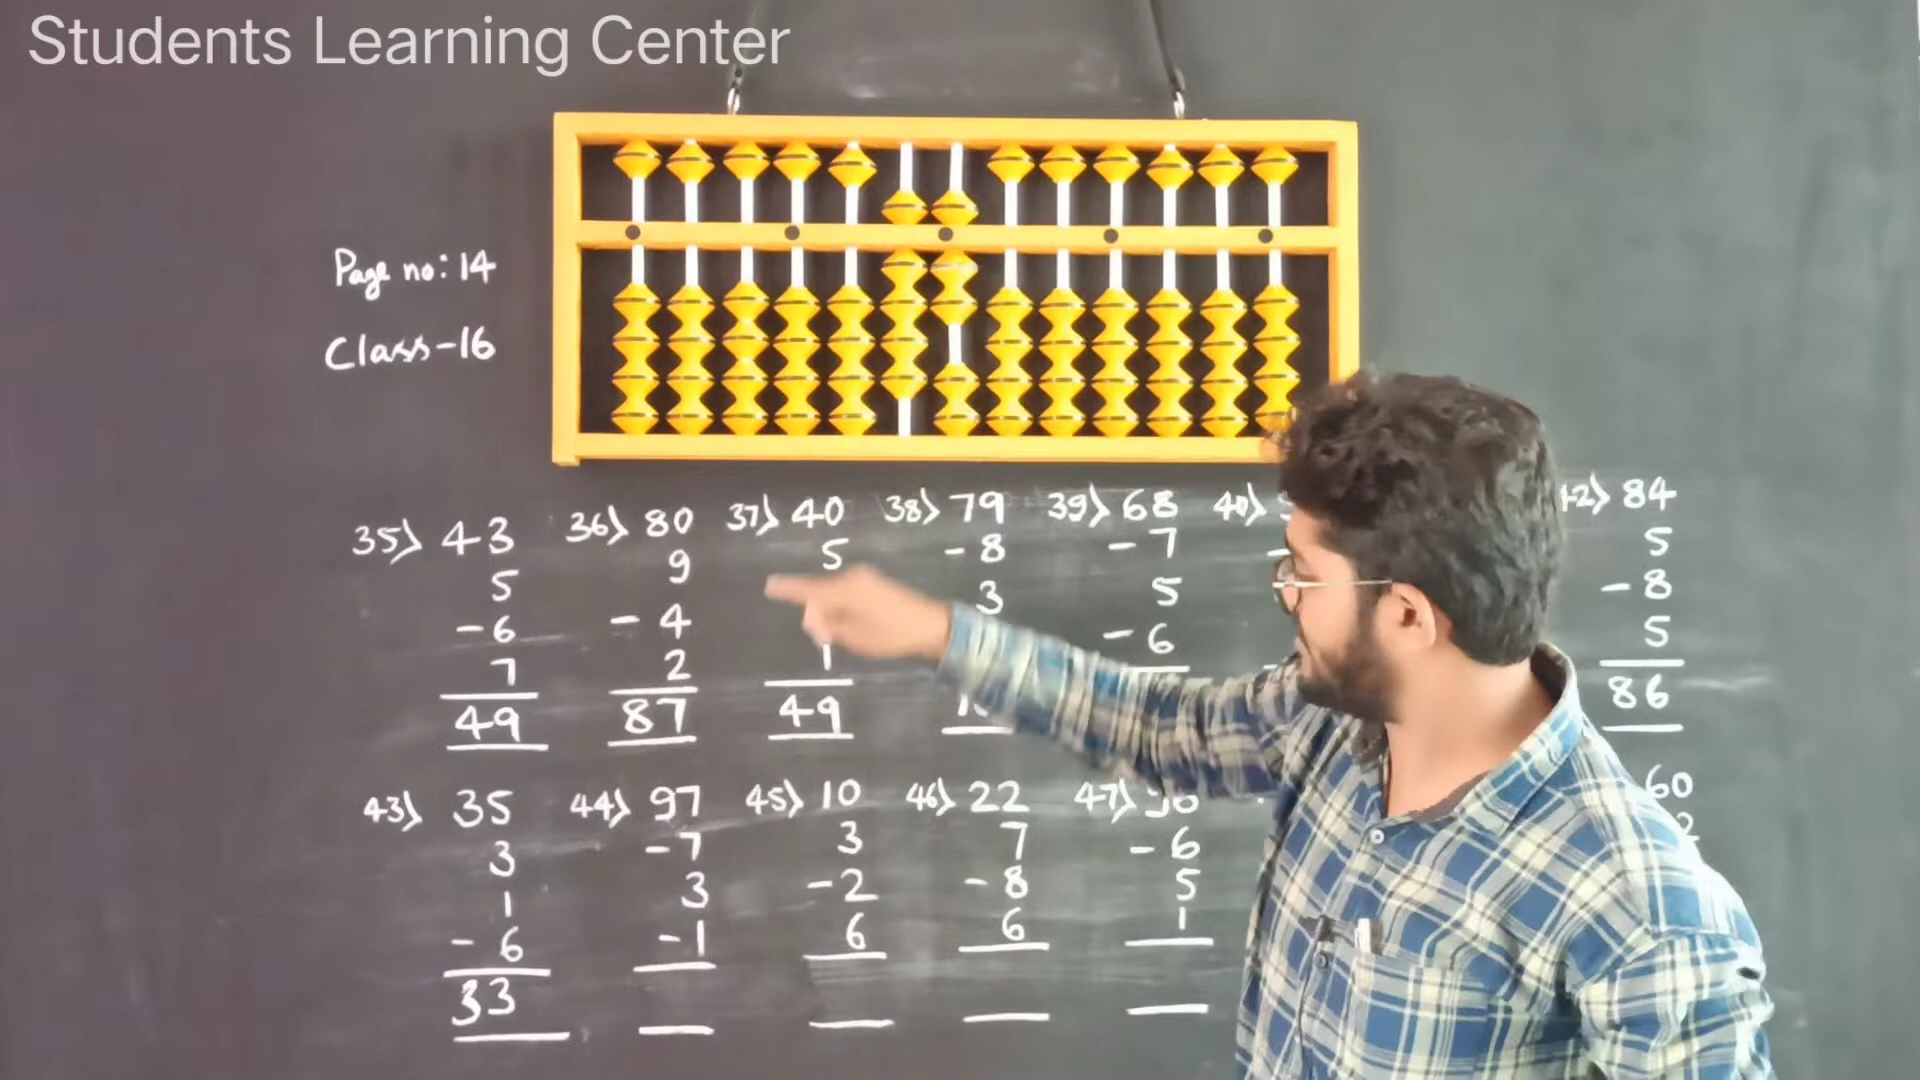 Students Learning Center
Page no: 14
Class-16
35) 43 36) 80 37) 40 38) 79 39) 68 40) 42) 84
5 9 5 -8 -7 5
-6 -4 3 5 -8
7 2 1 -6 5
49 87 49 86
43) 35 44) 97 45) 10 46) 22 47) 60
3 -7 3 7 -6 2
1 3 -2 -8 5
-6 -1 6 6 1
33